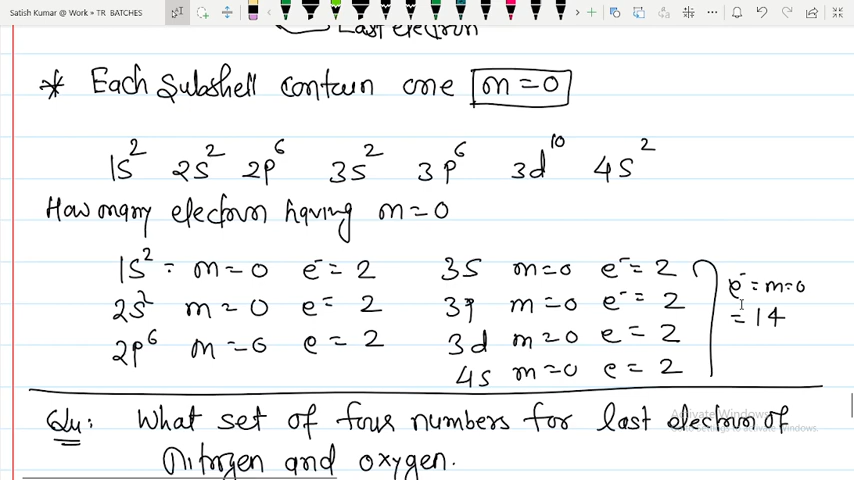 Satish Kumar @ Work » TR BATCHES
Last electron
* Each Subshell contain one m=0
1s² 2s² 2p⁶ 3s² 3p⁶ 3d¹⁰ 4s²
How many electron having m=0
1s² = m=0 e⁻=2 3s m=0 e⁻=2
2s² m=0 e=2 3p m=0 e⁻=2
2p⁶ m=0 e=2 3d m=0 e=2
4s m=0 e=2
e⁻=m=0
=14
Activate Windows
Qu: What set of four numbers for last electron of
Nitrogen and oxygen.